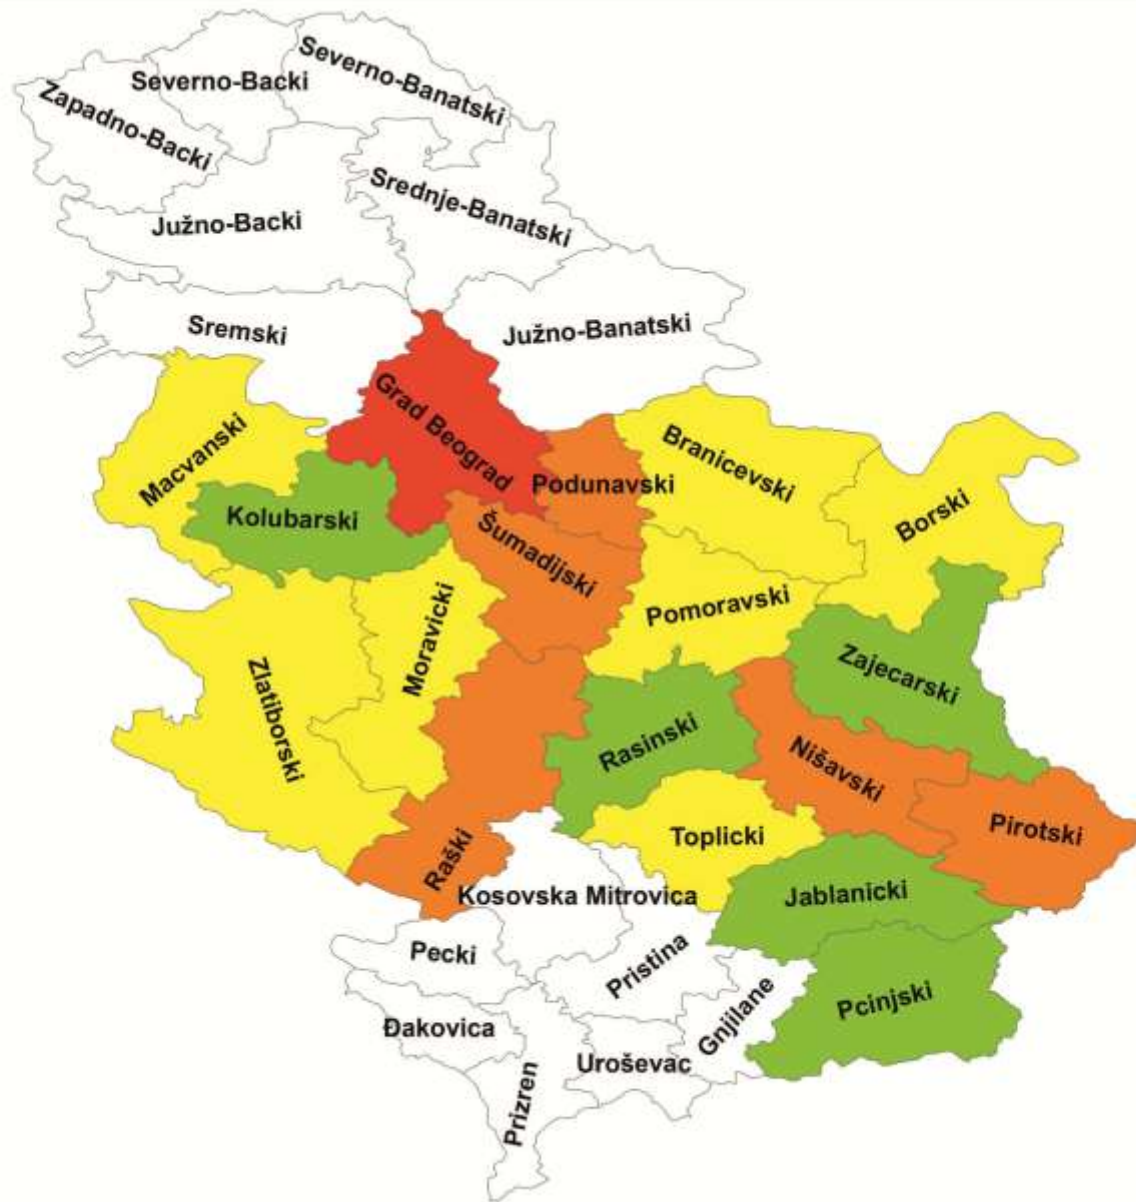 Severno-Banatski
Severno-Backi
Zapadno-Backi
Srednje-Banatski
Južno-Backi
Sremski
Južno-Banatski
Grad Beograd
Macvanski
Branicevski
Podunavski
Kolubarski
Borski
Šumadijski
Pomoravski
Moravicki
Zajecarski
Zlatiborski
Rasinski
Nišavski
Toplicki
Pirotski
Raški
Kosovska Mitrovica
Jablanicki
Pecki
Pristina
Gnjilane
Pcinjski
Đakovica
Uroševac
Prizren